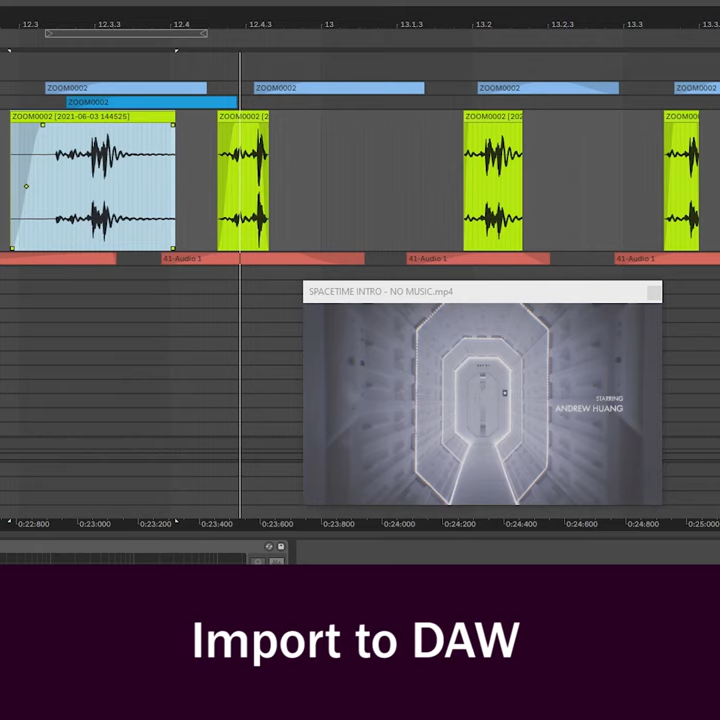 12.3 12.3.3 12.4 12.4.3 13 13.1.3 13.2 13.2.3 13.3
ZOOM0002 ZOOM0002 ZOOM0002 ZOOM0002
ZOOM0002
ZOOM0002 [2021-06-03 144525] ZOOM0002 [2 ZOOM0002 [202
41-Audio 1 41-Audio 1 41-Audio 1
SPACETIME INTRO - NO MUSIC.mp4
STARRING
ANDREW HUANG
0:22:800 0:23:000 0:23:200 0:23:400 0:23:600 0:23:800 0:24:000 0:24:200 0:24:400 0:24:600 0:24:800 0:25:000
Import to DAW